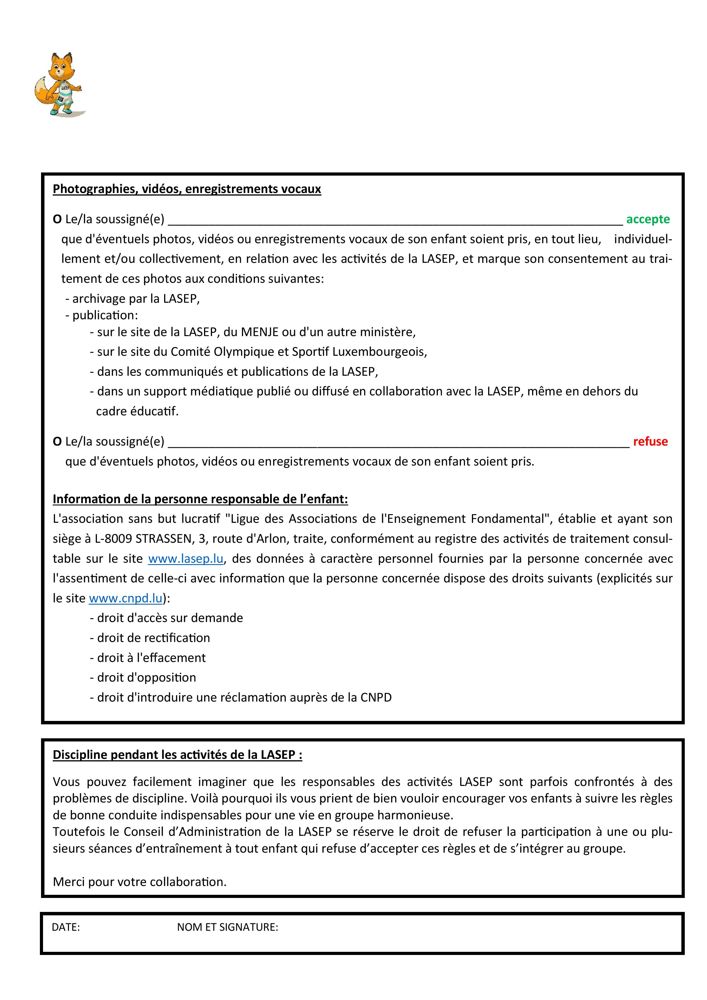 LASEP
Photographies, vidéos, enregistrements vocaux
O Le/la soussigné(e) ______________________________________________________________________ accepte
que d'éventuels photos, vidéos ou enregistrements vocaux de son enfant soient pris, en tout lieu, individuel-
lement et/ou collectivement, en relation avec les activités de la LASEP, et marque son consentement au trai-
tement de ces photos aux conditions suivantes:
- archivage par la LASEP,
- publication:
- sur le site de la LASEP, du MENJE ou d'un autre ministère,
- sur le site du Comité Olympique et Sportif Luxembourgeois,
- dans les communiqués et publications de la LASEP,
- dans un support médiatique publié ou diffusé en collaboration avec la LASEP, même en dehors du
cadre éducatif.
O Le/la soussigné(e) _______________________________________________________________________ refuse
que d'éventuels photos, vidéos ou enregistrements vocaux de son enfant soient pris.
Information de la personne responsable de l’enfant:
L'association sans but lucratif "Ligue des Associations de l'Enseignement Fondamental", établie et ayant son
siège à L-8009 STRASSEN, 3, route d'Arlon, traite, conformément au registre des activités de traitement consul-
table sur le site www.lasep.lu, des données à caractère personnel fournies par la personne concernée avec
l'assentiment de celle-ci avec information que la personne concernée dispose des droits suivants (explicités sur
le site www.cnpd.lu):
- droit d'accès sur demande
- droit de rectification
- droit à l'effacement
- droit d'opposition
- droit d'introduire une réclamation auprès de la CNPD
Discipline pendant les activités de la LASEP :
Vous pouvez facilement imaginer que les responsables des activités LASEP sont parfois confrontés à des
problèmes de discipline. Voilà pourquoi ils vous prient de bien vouloir encourager vos enfants à suivre les règles
de bonne conduite indispensables pour une vie en groupe harmonieuse.
Toutefois le Conseil d’Administration de la LASEP se réserve le droit de refuser la participation à une ou plu-
sieurs séances d’entraînement à tout enfant qui refuse d’accepter ces règles et de s’intégrer au groupe.
Merci pour votre collaboration.
DATE: NOM ET SIGNATURE: